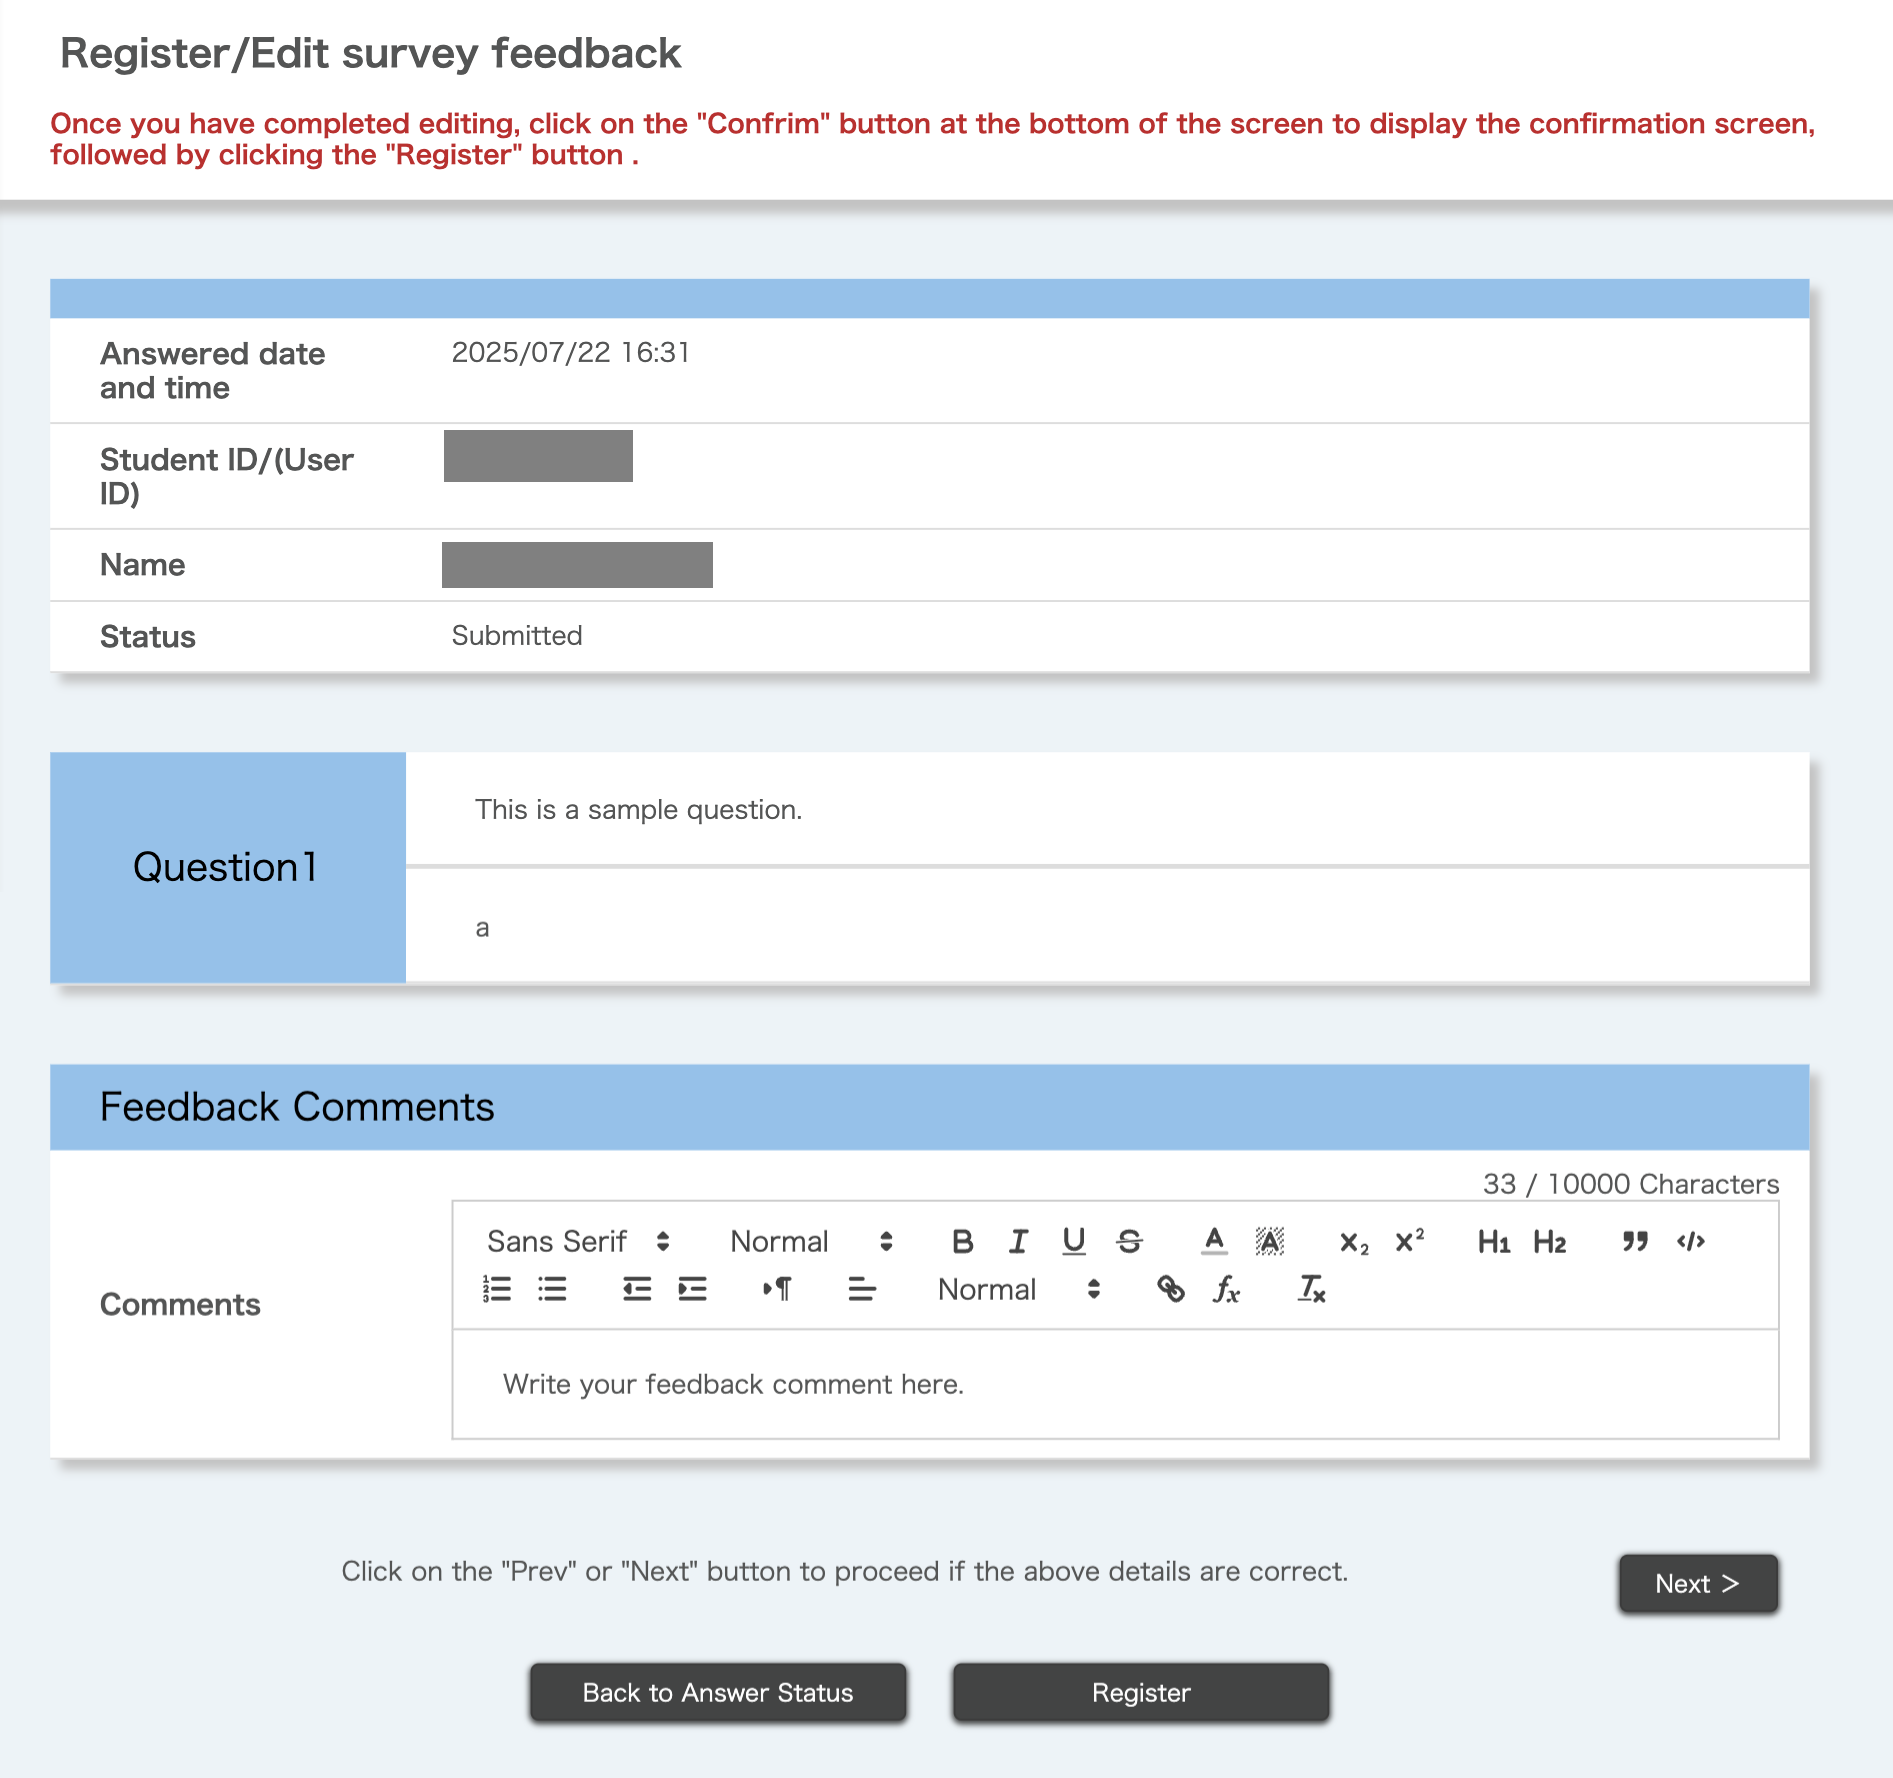 Register/Edit survey feedback
Once you have completed editing, click on the "Confrim" button at the bottom of the screen to display the confirmation screen,
followed by clicking the "Register" button .
Answered date
and time
2025/07/22 16:31
Student ID/(User
ID)
Name
Status
Submitted
Question1
This is a sample question.
a
Feedback Comments
33 / 10000 Characters
Comments
Sans Serif Normal B I U S A A x₂ x² H1 H2 ” </>
Normal fx Tx
Write your feedback comment here.
Click on the "Prev" or "Next" button to proceed if the above details are correct.
Next >
Back to Answer Status
Register